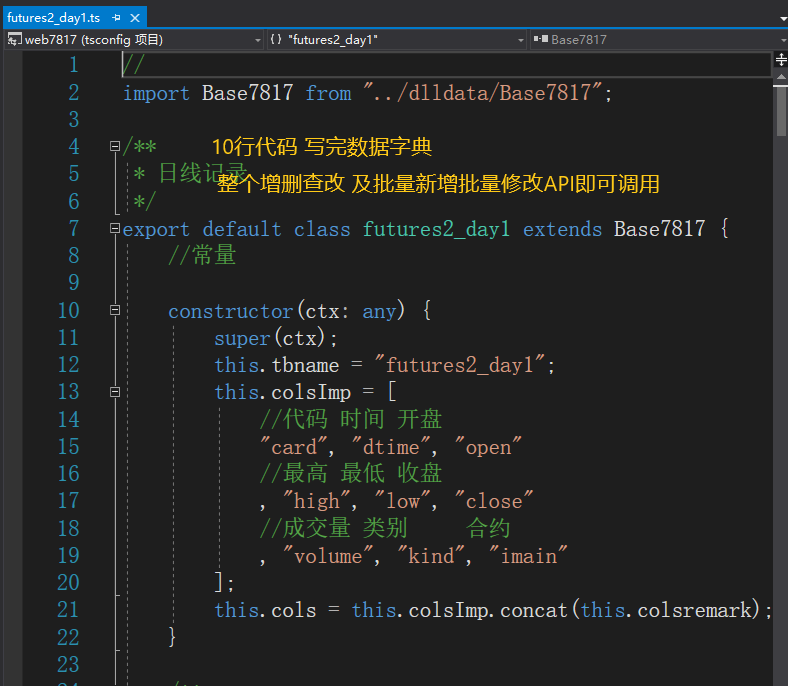 futures2_day1.ts
web7817 (tsconfig 项目) {} "futures2_day1" Base7817
1 //
2 import Base7817 from "../dlldata/Base7817";
3
4 /** 10行代码 写完数据字典
5 * 日线记录
整个增删查改 及批量新增批量修改API即可调用
6 */
7 export default class futures2_day1 extends Base7817 {
8 //常量
9
10 constructor(ctx: any) {
11 super(ctx);
12 this.tbname = "futures2_day1";
13 this.colsImp = [
14 //代码 时间 开盘
15 "card", "dtime", "open"
16 //最高 最低 收盘
17 , "high", "low", "close"
18 //成交量 类别 合约
19 , "volume", "kind", "imain"
20 ];
21 this.cols = this.colsImp.concat(this.colsremark);
22 }
23